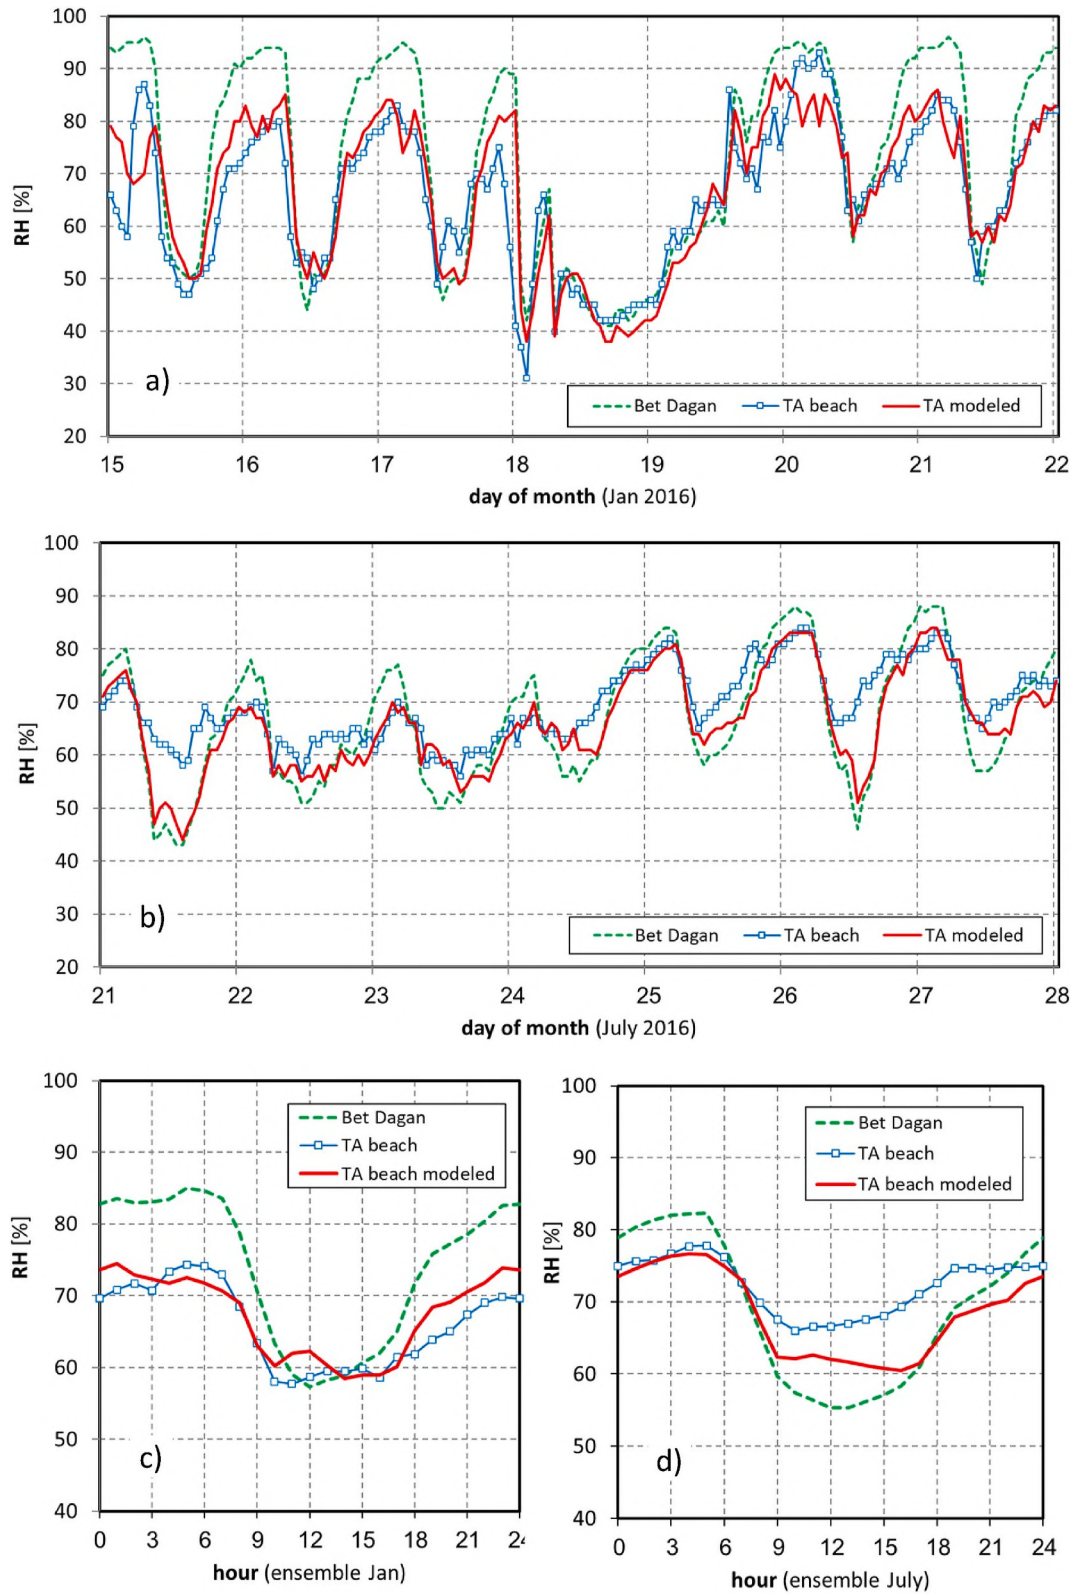 100
90
80
70
60
50
40
30
20
RH [%]
a)
Bet Dagan TA beach TA modeled
15 16 17 18 19 20 21 22
day of month (Jan 2016)
100
90
80
70
60
50
40
30
20
RH [%]
b)
Bet Dagan TA beach TA modeled
21 22 23 24 25 26 27 28
day of month (July 2016)
100
90
80
70
60
50
40
RH [%]
Bet Dagan
TA beach
TA beach modeled
c)
0 3 6 9 12 15 18 21 24
hour (ensemble Jan)
100
90
80
70
60
50
40
RH [%]
Bet Dagan
TA beach
TA beach modeled
d)
0 3 6 9 12 15 18 21 24
hour (ensemble July)